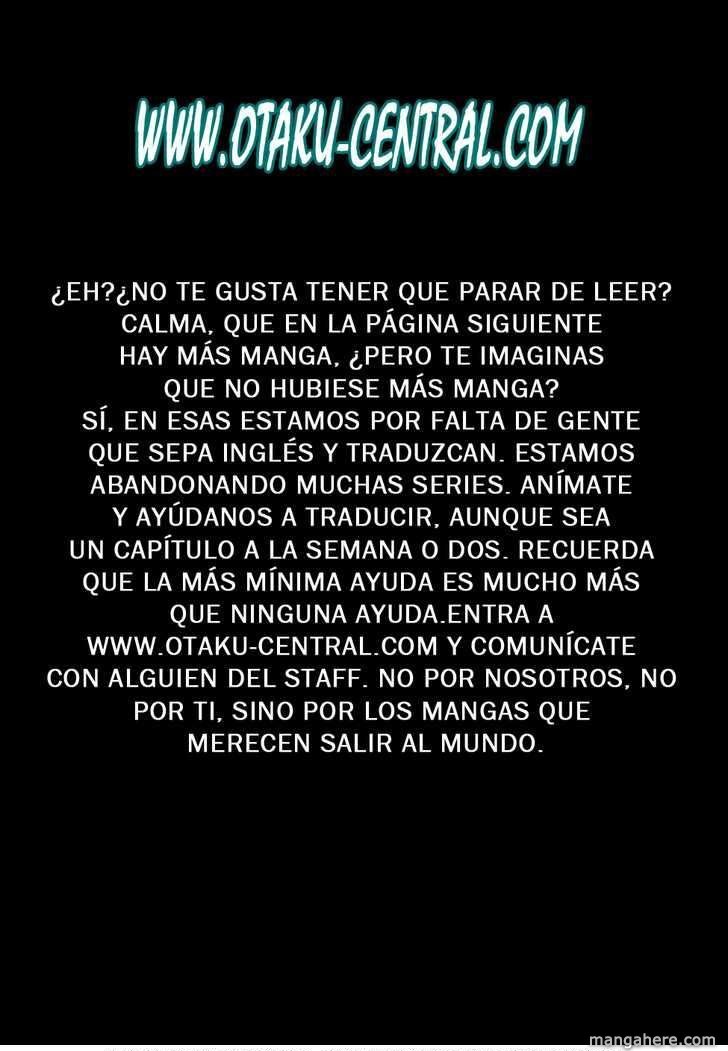 WWW.OTAKU-CENTRAL.COM
¿EH?¿NO TE GUSTA TENER QUE PARAR DE LEER?
CALMA, QUE EN LA PÁGINA SIGUIENTE
HAY MÁS MANGA, ¿PERO TE IMAGINAS
QUE NO HUBIESE MÁS MANGA?
SÍ, EN ESAS ESTAMOS POR FALTA DE GENTE
QUE SEPA INGLÉS Y TRADUZCAN. ESTAMOS
ABANDONANDO MUCHAS SERIES. ANÍMATE
Y AYÚDANOS A TRADUCIR, AUNQUE SEA
UN CAPÍTULO A LA SEMANA O DOS. RECUERDA
QUE LA MÁS MÍNIMA AYUDA ES MUCHO MÁS
QUE NINGUNA AYUDA.ENTRA A
WWW.OTAKU-CENTRAL.COM Y COMUNÍCATE
CON ALGUIEN DEL STAFF. NO POR NOSOTROS, NO
POR TI, SINO POR LOS MANGAS QUE
MERECEN SALIR AL MUNDO.
mangahere.com